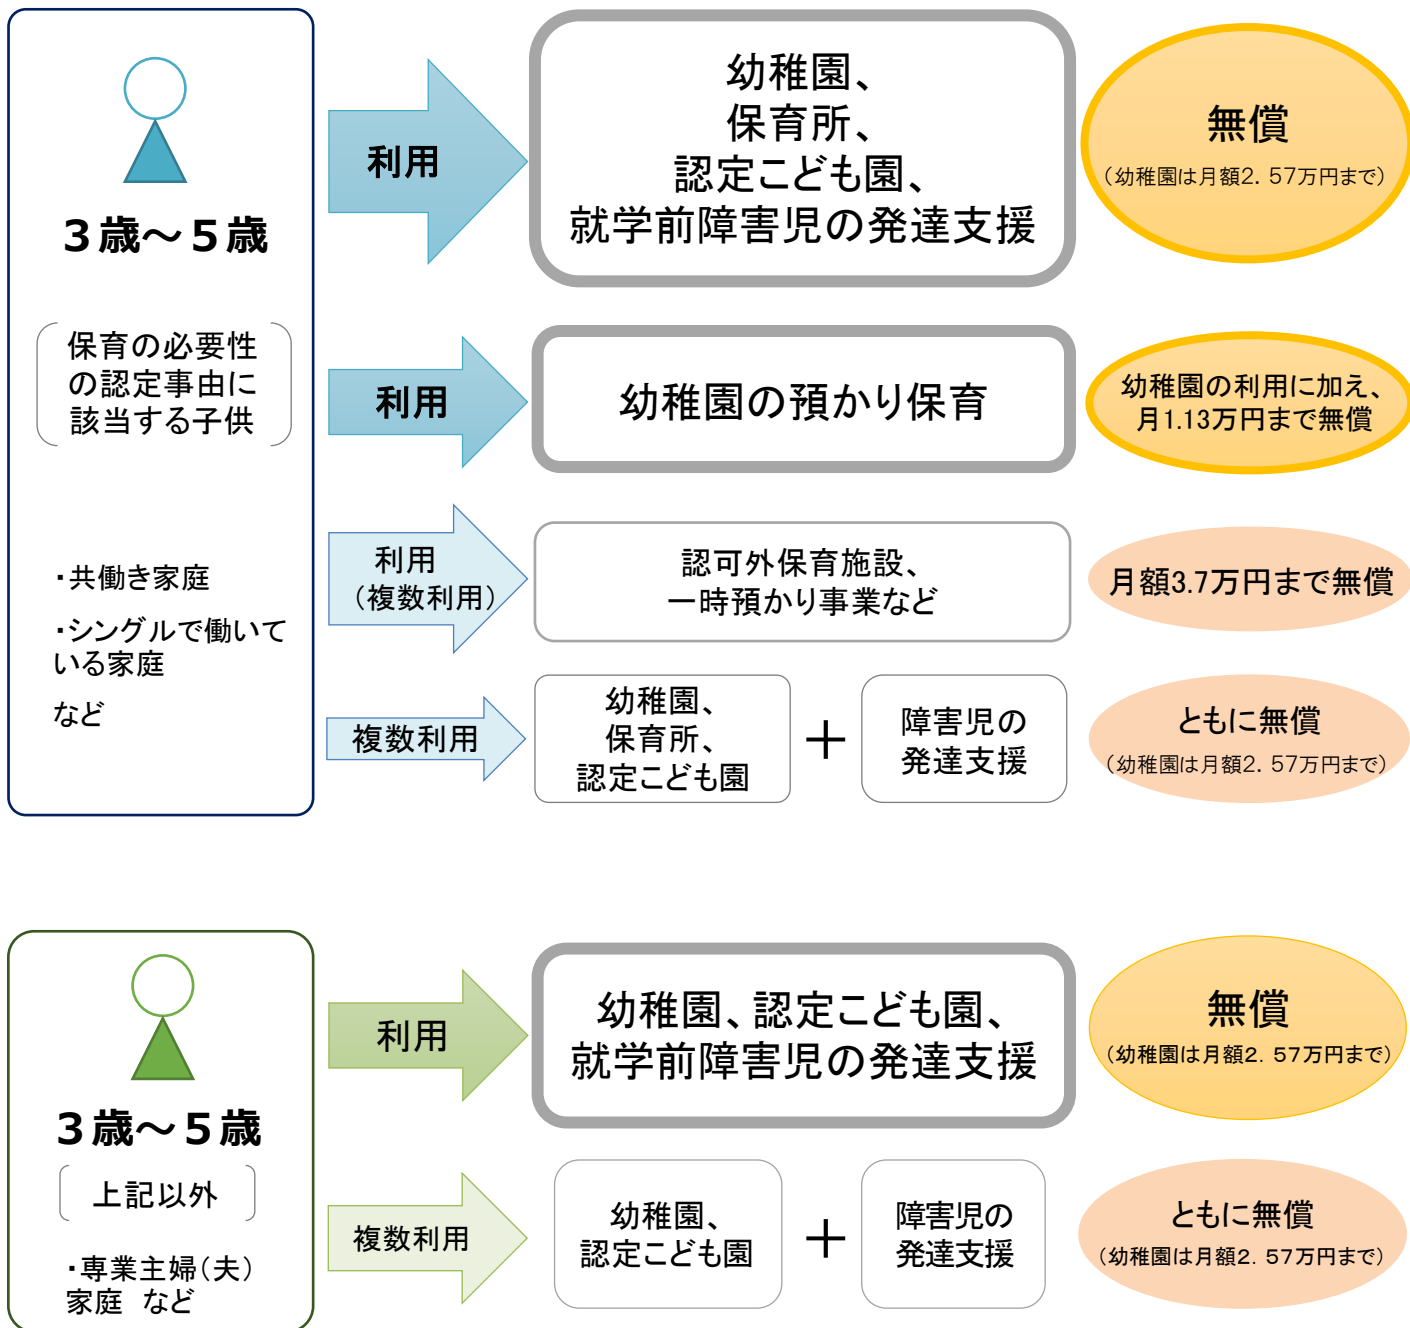 ３歳～５歳
保育の必要性
の認定事由に
該当する子供
・共働き家庭
・シングルで働いて
いる家庭
など
利用
幼稚園、
保育所、
認定こども園、
就学前障害児の発達支援
無償
（幼稚園は月額2．57万円まで）
利用
幼稚園の預かり保育
幼稚園の利用に加え、
月1.13万円まで無償
利用
（複数利用）
認可外保育施設、
一時預かり事業など
月額3.7万円まで無償
複数利用
幼稚園、
保育所、
認定こども園
＋
障害児の
発達支援
ともに無償
（幼稚園は月額2．57万円まで）
３歳～５歳
上記以外
・専業主婦（夫）
家庭　など
利用
幼稚園、認定こども園、
就学前障害児の発達支援
無償
（幼稚園は月額2．57万円まで）
複数利用
幼稚園、
認定こども園
＋
障害児の
発達支援
ともに無償
（幼稚園は月額2．57万円まで）